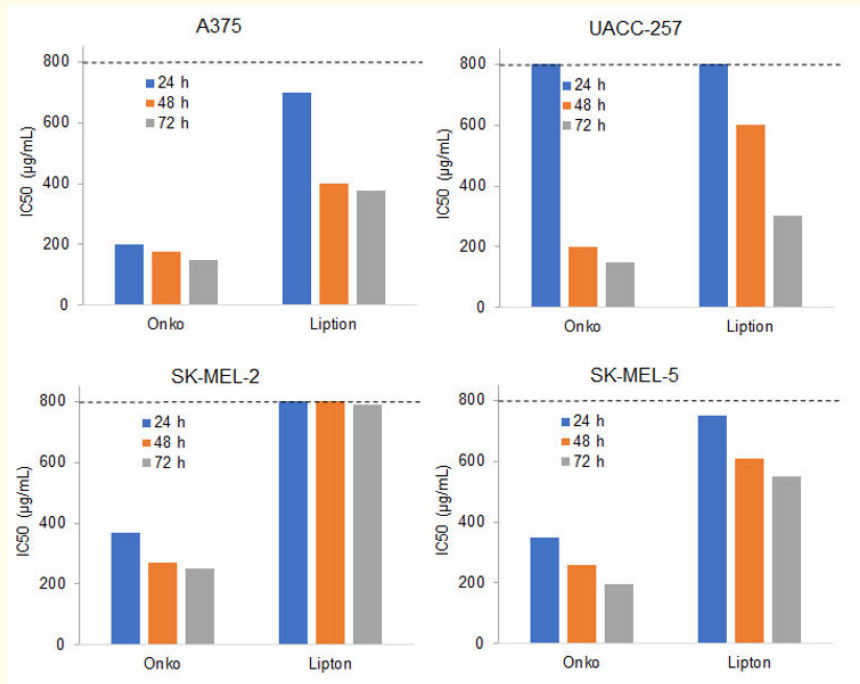 A375
IC50 (µg/mL)
800
600
400
200
0
24 h
48 h
72 h
Onko
Liption
UACC-257
IC50 (µg/mL)
800
600
400
200
0
24 h
48 h
72 h
Onko
Liption
SK-MEL-2
IC50 (µg/mL)
800
600
400
200
0
24 h
48 h
72 h
Onko
Lipton
SK-MEL-5
IC50 (µg/mL)
800
600
400
200
0
24 h
48 h
72 h
Onko
Lipton